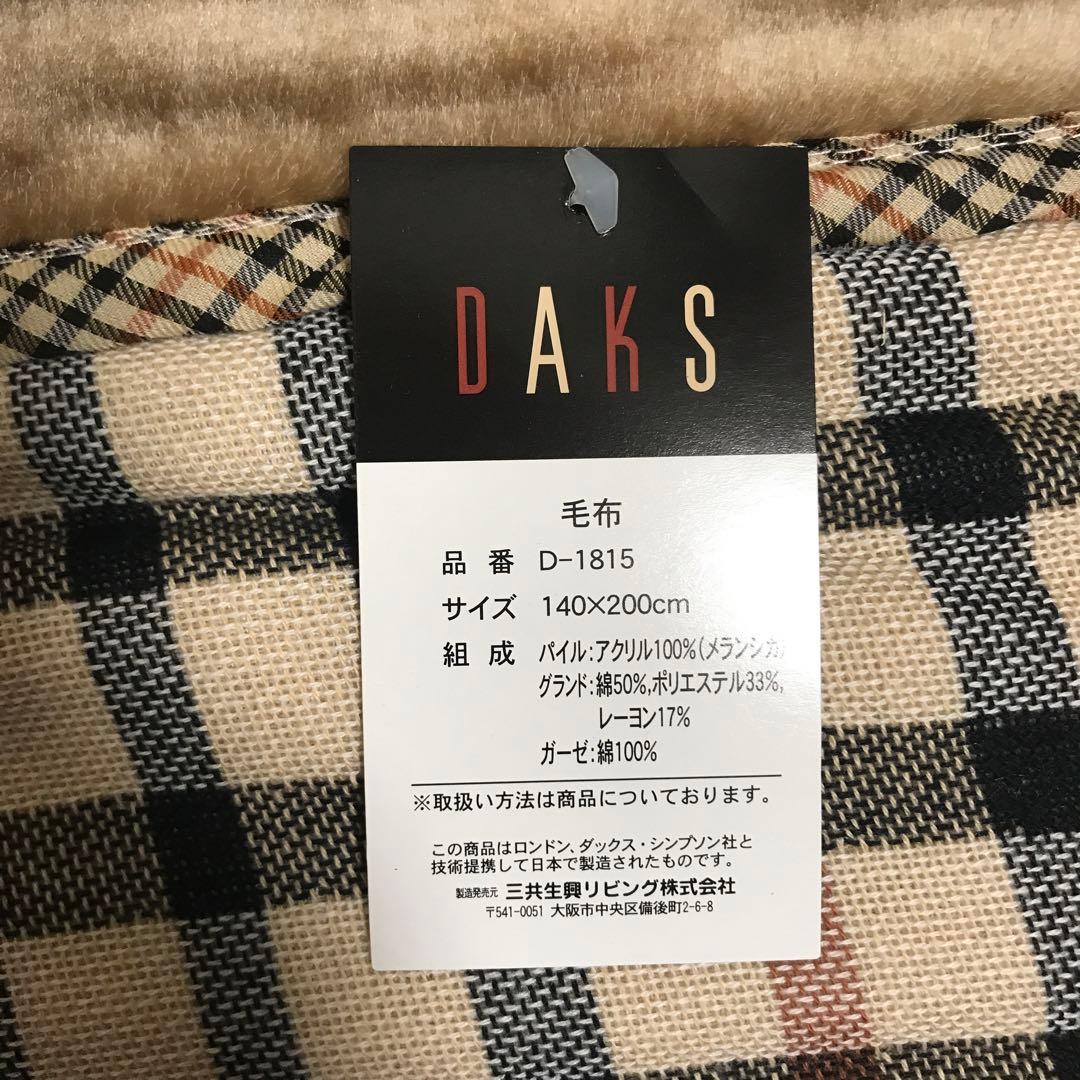 DAKS
毛布
品番 D-1815
サイズ 140×200cm
組成 パイル:アクリル100%(メランシカ)
グランド:綿50%,ポリエステル33%,
レーヨン17%
ガーゼ:綿100%
※取扱い方法は商品についております。
この商品はロンドン、ダックス・シンプソン社と
技術提携して日本で製造されたものです。
製造発売元 三共生興リビング株式会社
〒541-0051 大阪市中央区備後町2-6-8